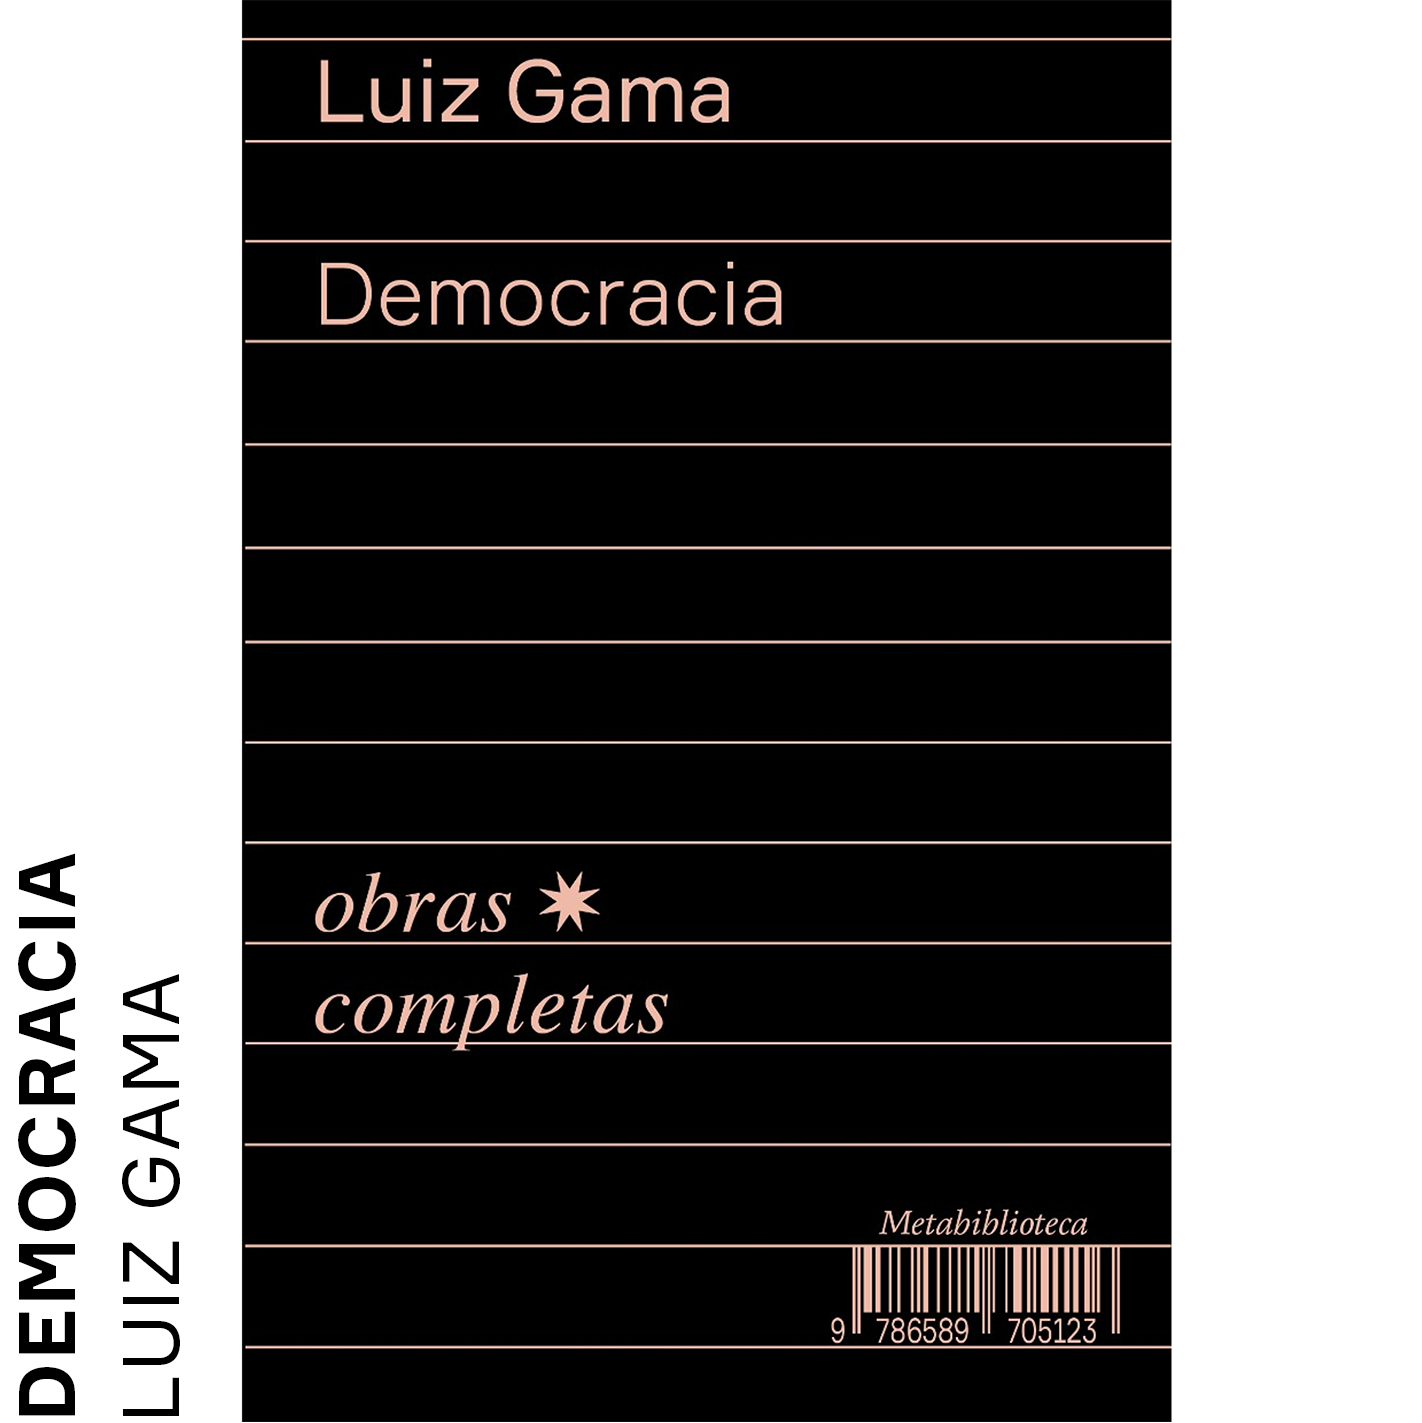 Luiz Gama
Democracia
obras ✷
completas
Metabiblioteca
9 786589 705123
DEMOCRACIA
LUIZ GAMA